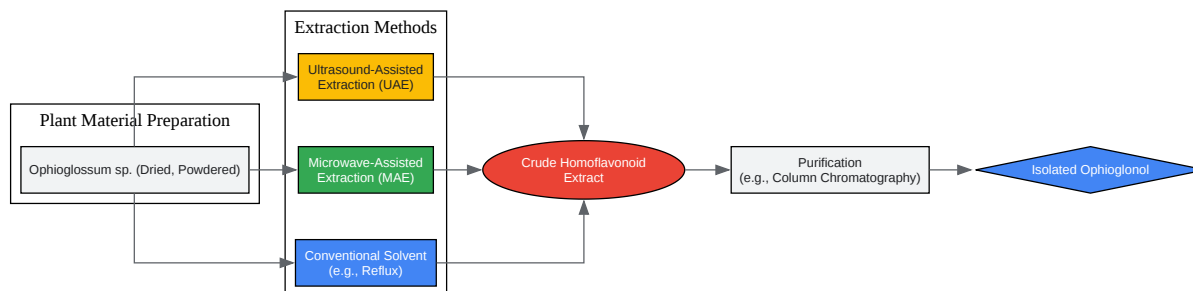 Plant Material Preparation
Ophioglossum sp. (Dried, Powdered)
Extraction Methods
Ultrasound-Assisted
Extraction (UAE)
Microwave-Assisted
Extraction (MAE)
Conventional Solvent
(e.g., Reflux)
Crude Homoflavonoid
Extract
Purification
(e.g., Column Chromatography)
Isolated Ophioglonol